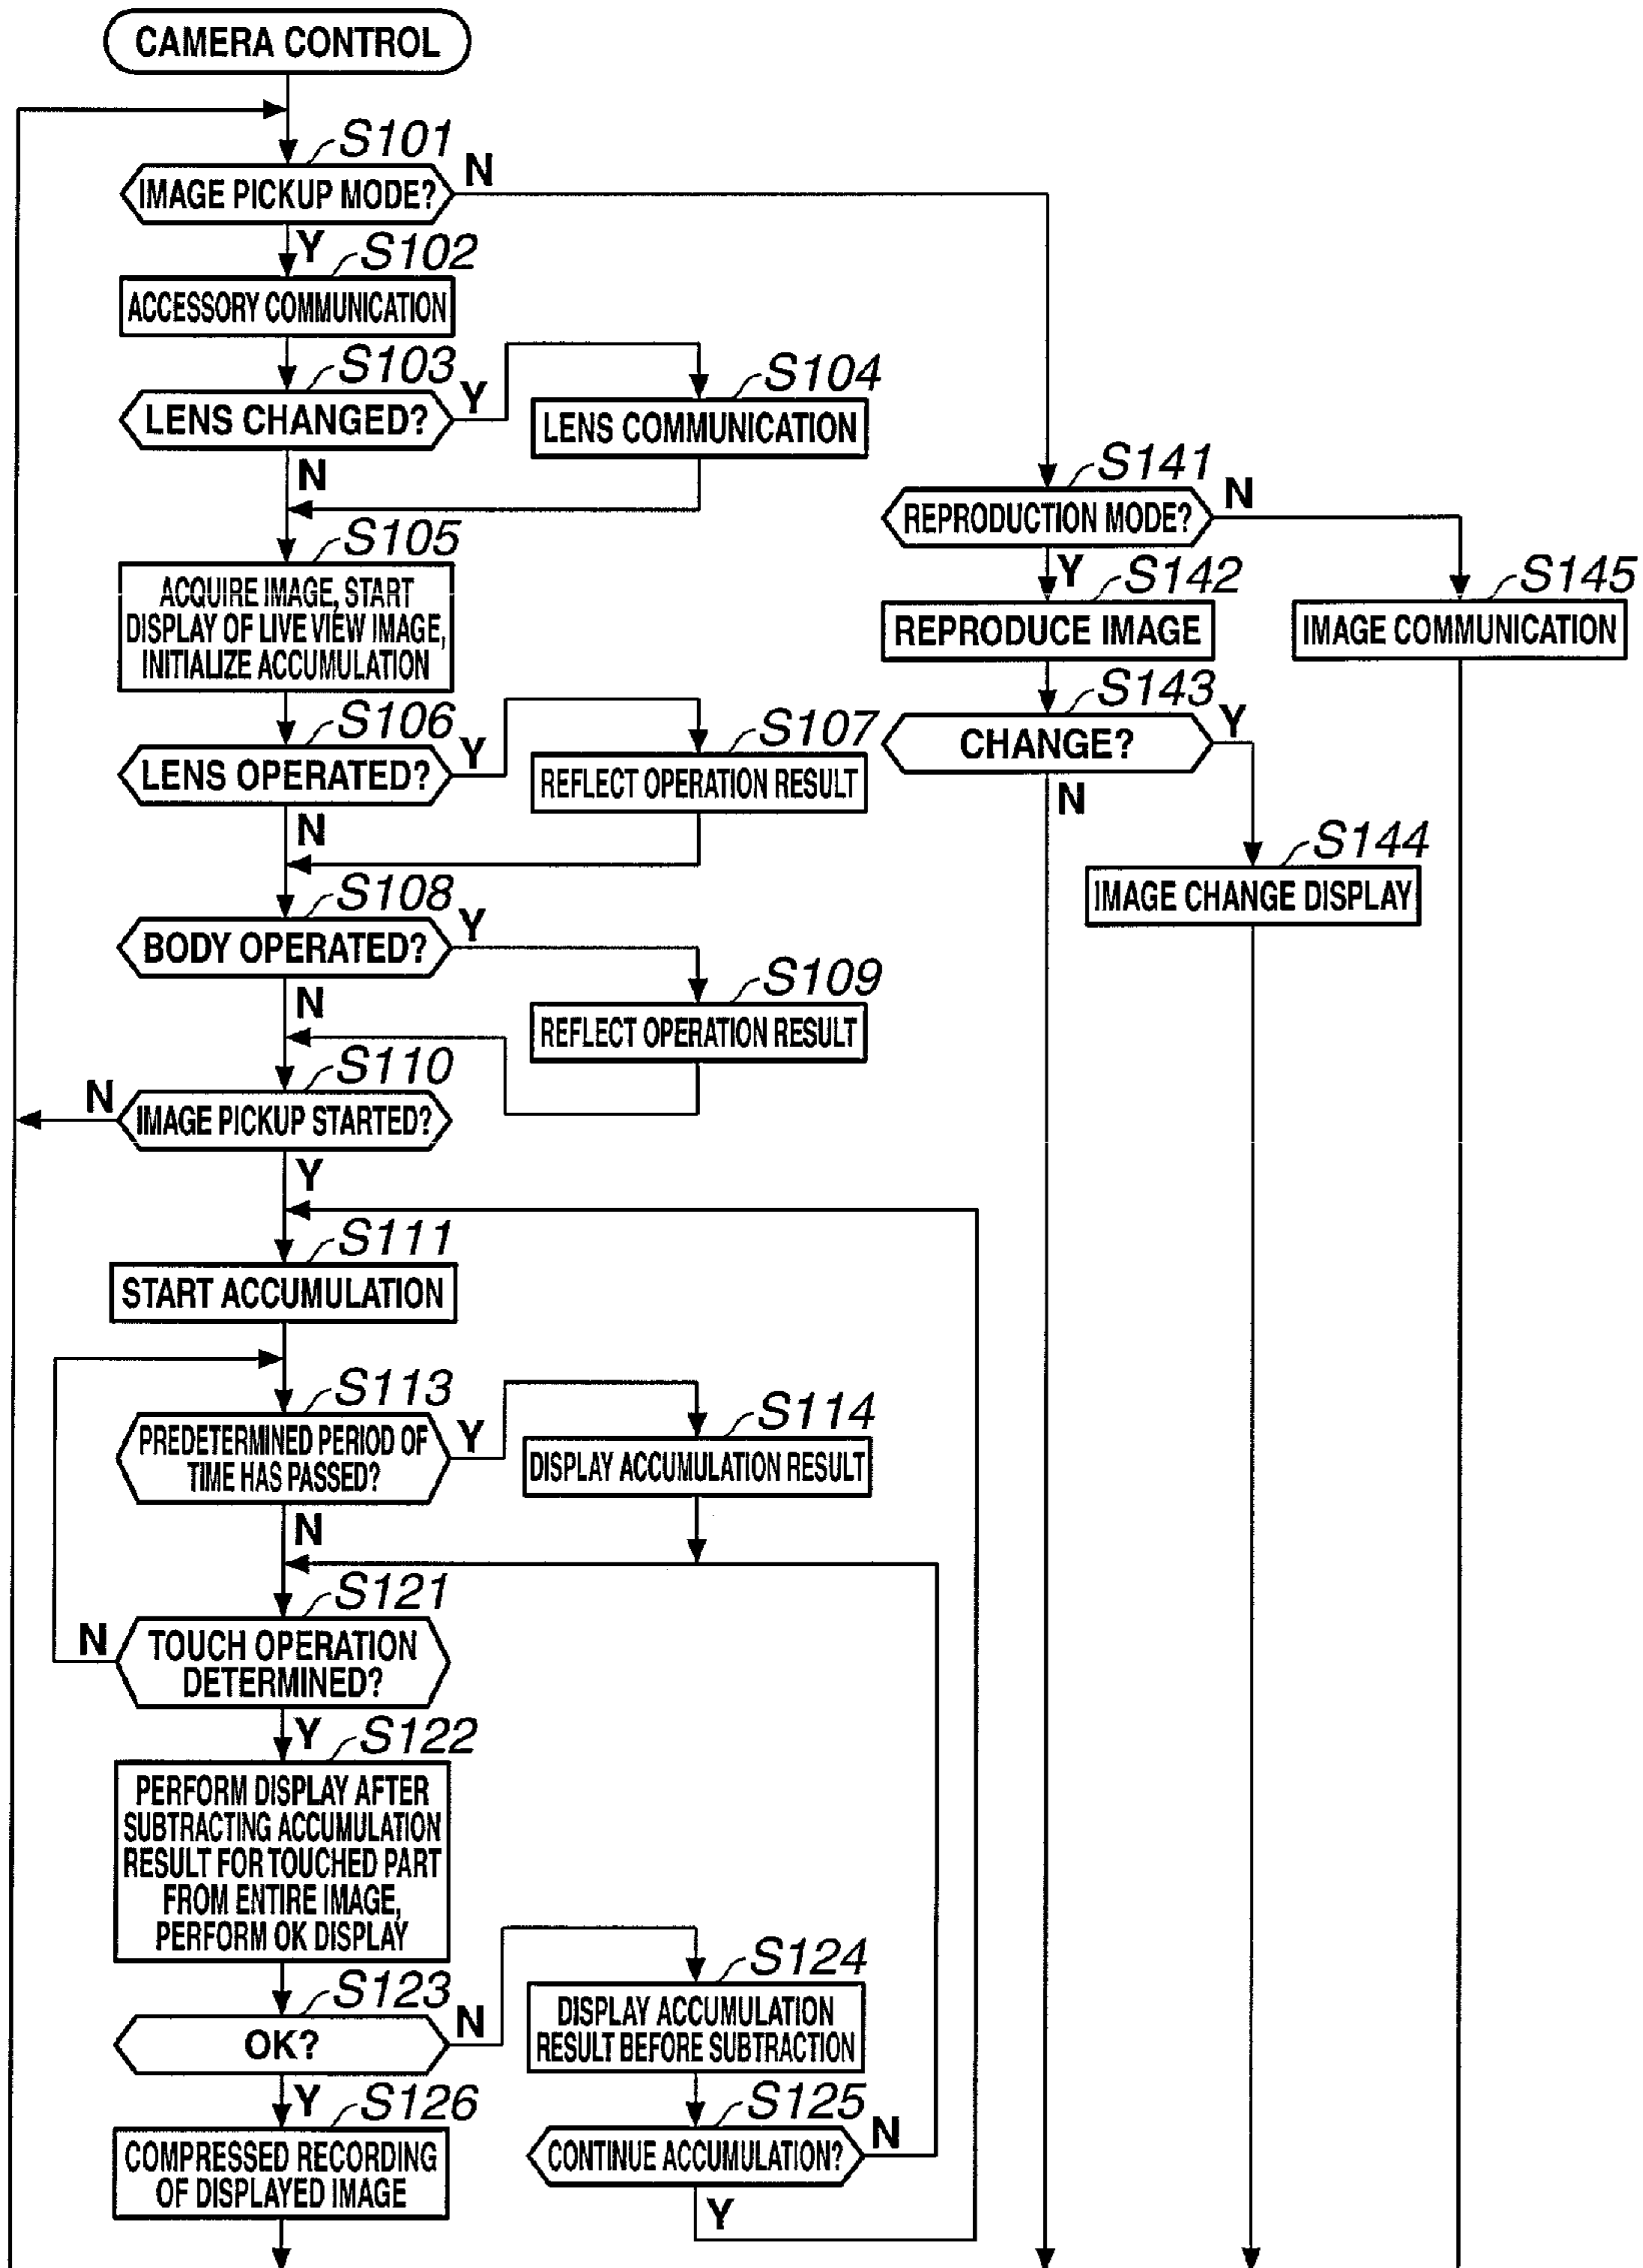 CAMERA CONTROL
S101
IMAGE PICKUP MODE?
N
Y
S102
ACCESSORY COMMUNICATION
S103
LENS CHANGED?
Y
S104
LENS COMMUNICATION
N
S105
ACQUIRE IMAGE, START
DISPLAY OF LIVE VIEW IMAGE,
INITIALIZE ACCUMULATION
S106
LENS OPERATED?
Y
S107
REFLECT OPERATION RESULT
N
S108
BODY OPERATED?
Y
S109
REFLECT OPERATION RESULT
N
S110
IMAGE PICKUP STARTED?
N
Y
S111
START ACCUMULATION
S113
PREDETERMINED PERIOD OF
TIME HAS PASSED?
Y
S114
DISPLAY ACCUMULATION RESULT
N
S121
TOUCH OPERATION
DETERMINED?
N
Y
S122
PERFORM DISPLAY AFTER
SUBTRACTING ACCUMULATION
RESULT FOR TOUCHED PART
FROM ENTIRE IMAGE,
PERFORM OK DISPLAY
S123
OK?
N
S124
DISPLAY ACCUMULATION
RESULT BEFORE SUBTRACTION
S125
CONTINUE ACCUMULATION?
N
Y
Y
S126
COMPRESSED RECORDING
OF DISPLAYED IMAGE
S141
REPRODUCTION MODE?
N
Y
S142
REPRODUCE IMAGE
S143
CHANGE?
Y
N
S144
IMAGE CHANGE DISPLAY
S145
IMAGE COMMUNICATION